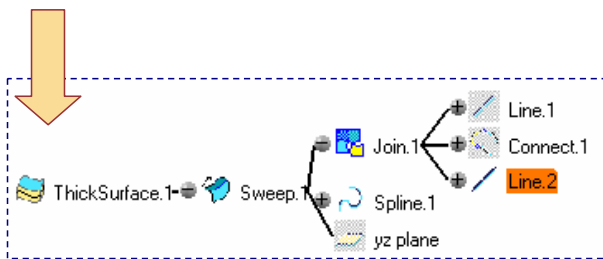 Line.1
Join.1
Connect.1
Line.2
ThickSurface.1
Sweep.1
Spline.1
yz plane